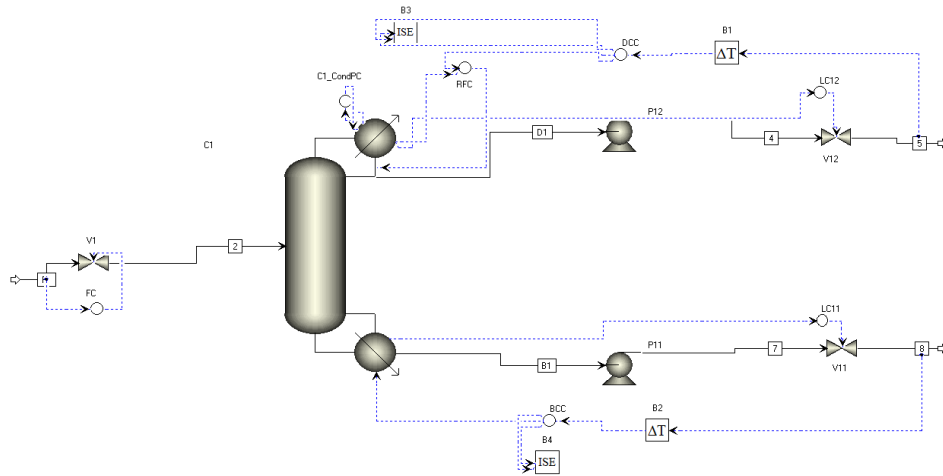 B3
ISE
DCC
B1
ΔT
C1_CondPC
RFC
LC12
P12
D1
4
V12
5
C1
V1
2
FC
LC11
P11
B1
7
V11
8
BCC
B2
ΔT
B4
ISE